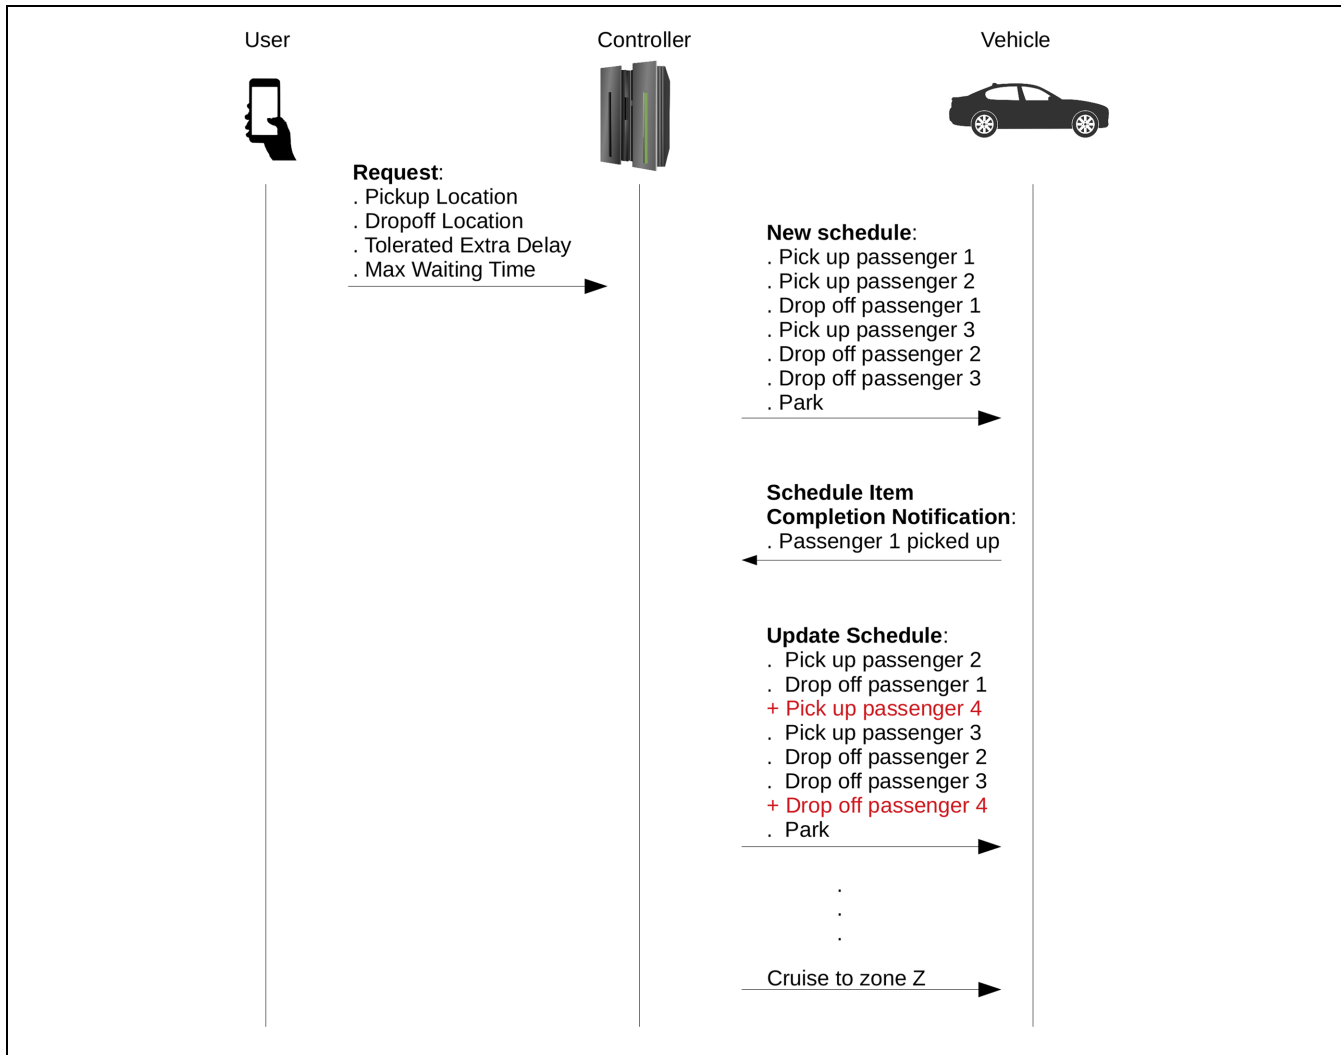 User
Controller
Vehicle
Request:
. Pickup Location
. Dropoff Location
. Tolerated Extra Delay
. Max Waiting Time
New schedule:
. Pick up passenger 1
. Pick up passenger 2
. Drop off passenger 1
. Pick up passenger 3
. Drop off passenger 2
. Drop off passenger 3
. Park
Schedule Item
Completion Notification:
. Passenger 1 picked up
Update Schedule:
. Pick up passenger 2
. Drop off passenger 1
+ Pick up passenger 4
. Pick up passenger 3
. Drop off passenger 2
. Drop off passenger 3
+ Drop off passenger 4
. Park
.
.
.
Cruise to zone Z